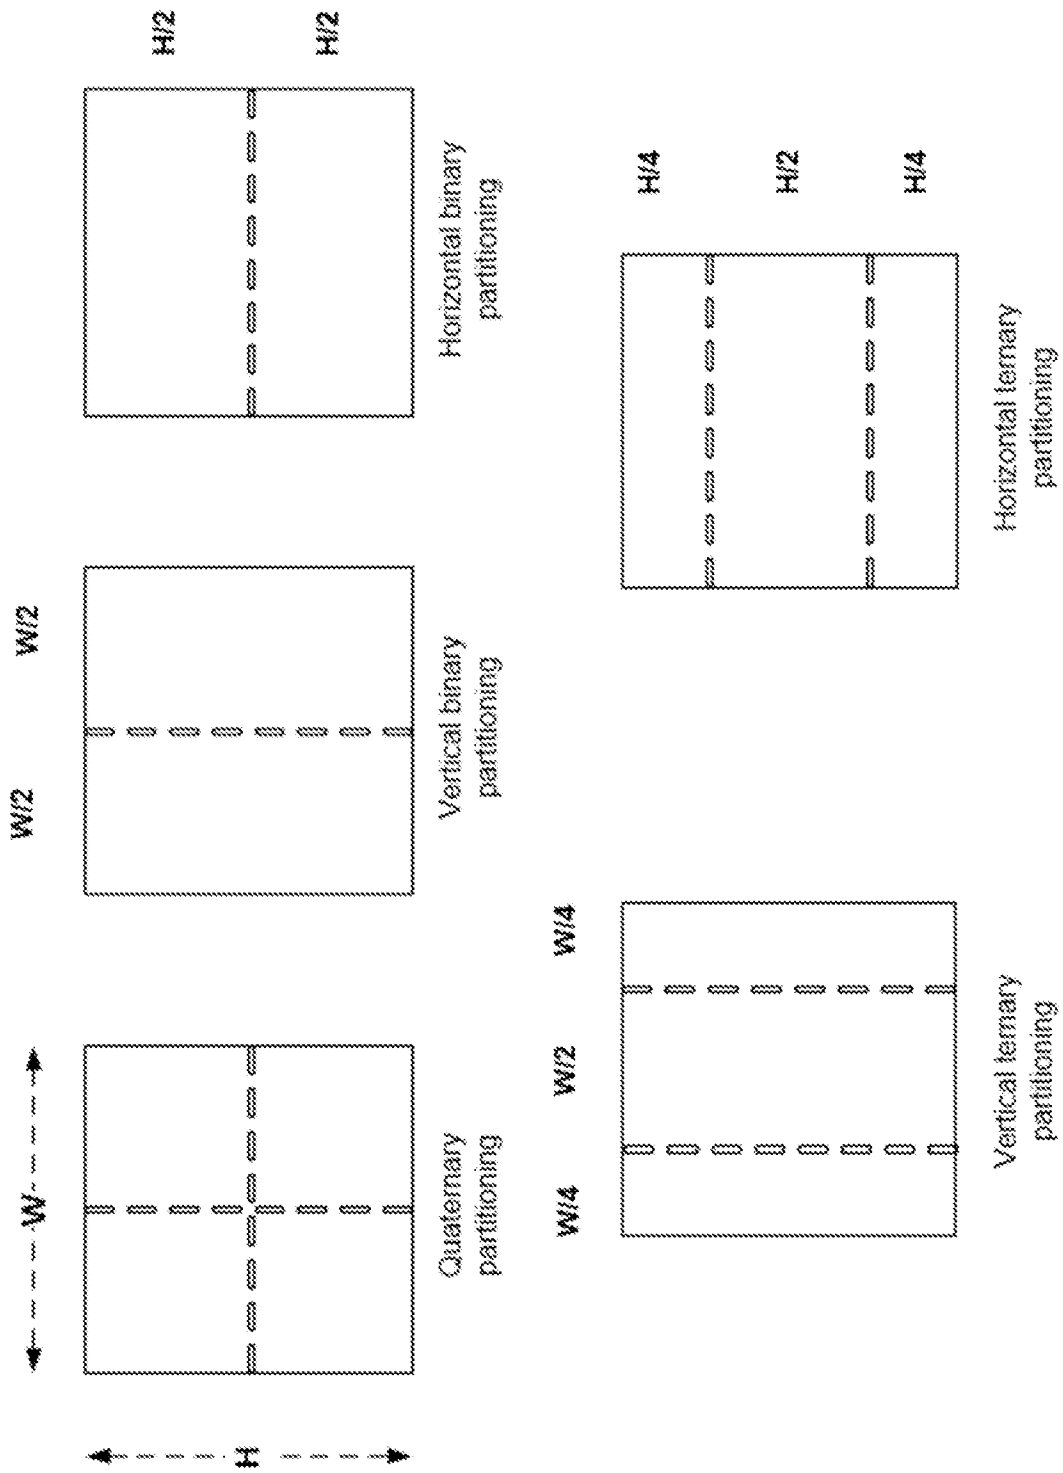 W
H
Quaternary
partitioning
W/2
W/2
Vertical binary
partitioning
H/2
H/2
Horizontal binary
partitioning
W/4
W/2
W/4
Vertical ternary
partitioning
H/4
H/2
H/4
Horizontal ternary
partitioning